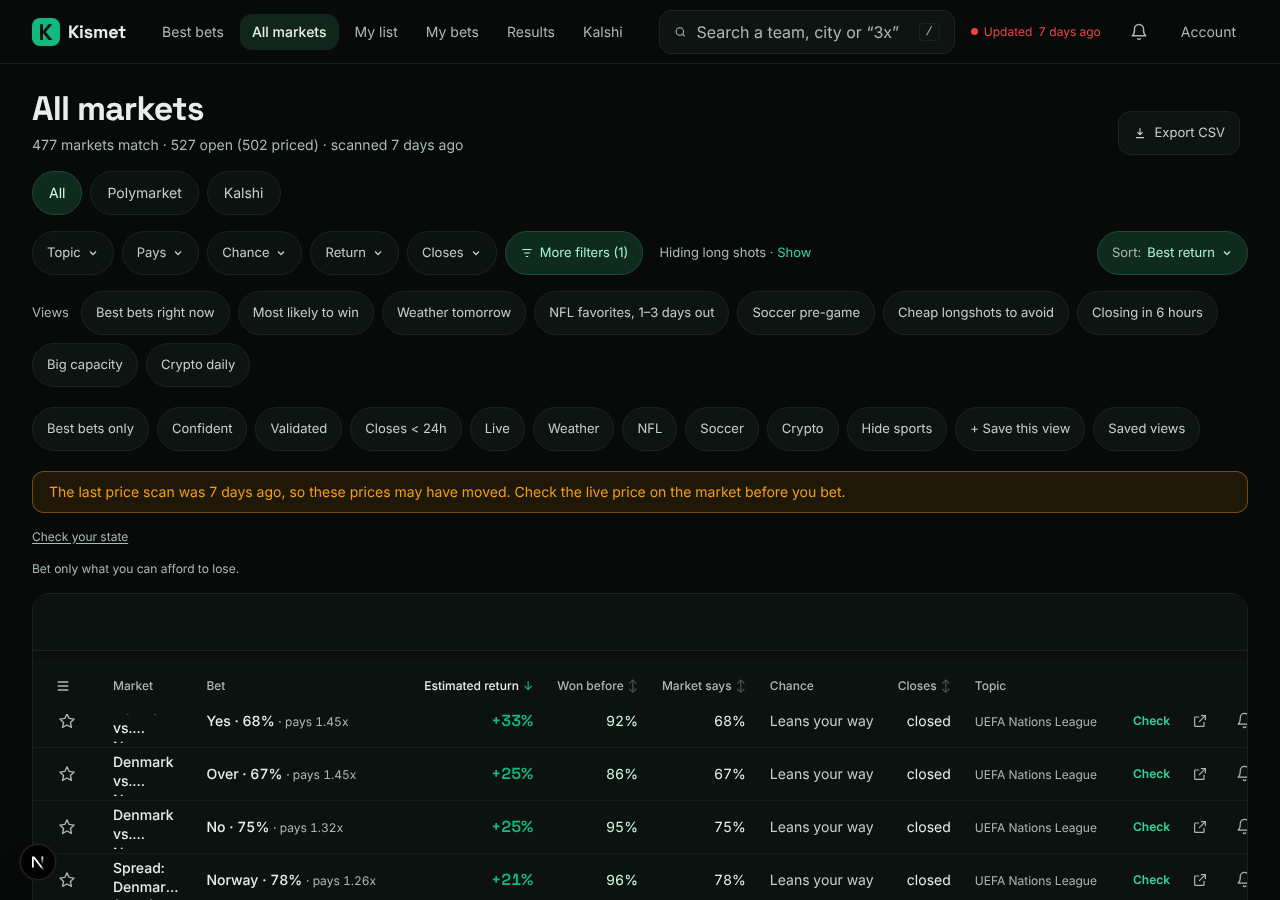 Kismet
Best bets
All markets
My list
My bets
Results
Kalshi
Search a team, city or “3x”
/
Updated 7 days ago
Account
All markets
477 markets match · 527 open (502 priced) · scanned 7 days ago
Export CSV
All
Polymarket
Kalshi
Topic
Pays
Chance
Return
Closes
More filters (1)
Hiding long shots · Show
Sort: Best return
Views
Best bets right now
Most likely to win
Weather tomorrow
NFL favorites, 1–3 days out
Soccer pre-game
Cheap longshots to avoid
Closing in 6 hours
Big capacity
Crypto daily
Best bets only
Confident
Validated
Closes < 24h
Live
Weather
NFL
Soccer
Crypto
Hide sports
+ Save this view
Saved views
The last price scan was 7 days ago, so these prices may have moved. Check the live price on the market before you bet.
Check your state
Bet only what you can afford to lose.
Market Bet Estimated return Won before Market says Chance Closes Topic
vs.... Yes · 68% · pays 1.45x +33% 92% 68% Leans your way closed UEFA Nations League Check
Denmark
vs.... Over · 67% · pays 1.45x +25% 86% 67% Leans your way closed UEFA Nations League Check
Denmark
vs.... No · 75% · pays 1.32x +25% 95% 75% Leans your way closed UEFA Nations League Check
Spread:
Denmar... Norway · 78% · pays 1.26x +21% 96% 78% Leans your way closed UEFA Nations League Check